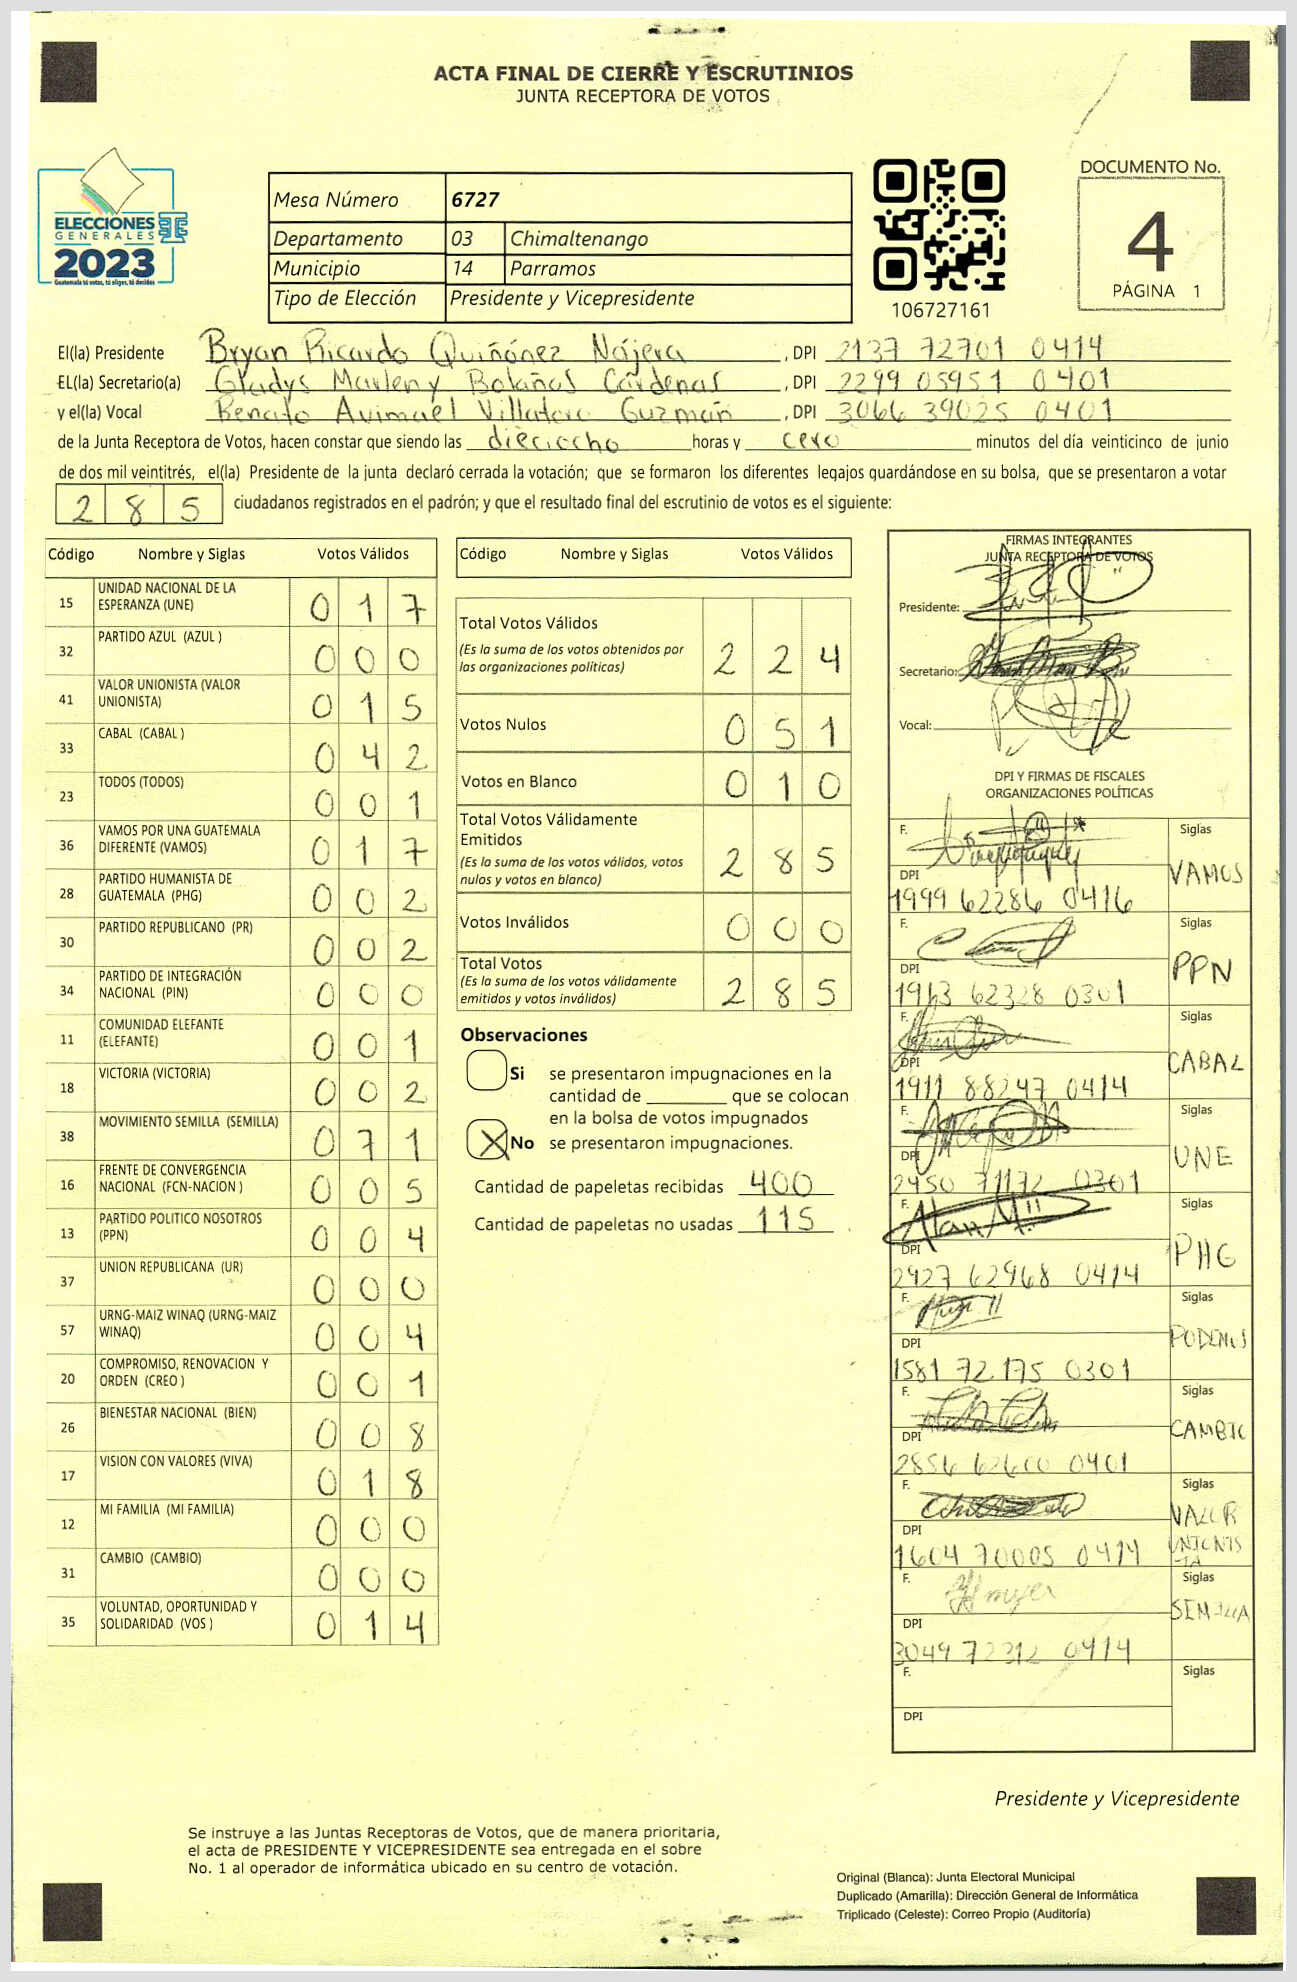 ACTA FINAL DE CIERRE Y ESCRUTINIOS
JUNTA RECEPTORA DE VOTOS
ELECCIONES
GENERALES
2023
Guatemala tú votas, tú eliges, tú decides
Mesa Número 6727
Departamento 03 Chimaltenango
Municipio 14 Parramos
Tipo de Elección Presidente y Vicepresidente
106727161
DOCUMENTO No.
4
PÁGINA 1
El(la) Presidente Bryan Ricardo Quiñónez Nájera , DPI 2137 72701 0414
EL(la) Secretario(a) Gladys Marleny Bolaños Cárdenas , DPI 2299 05951 0401
y el(la) Vocal Renato Avimael Villatoro Guzmán , DPI 3066 39025 0401
de la Junta Receptora de Votos, hacen constar que siendo las dieciocho horas y cero minutos del día veinticinco de junio
de dos mil veintitrés, el(la) Presidente de la junta declaró cerrada la votación; que se formaron los diferentes legajos guardándose en su bolsa, que se presentaron a votar
2 8 5 ciudadanos registrados en el padrón; y que el resultado final del escrutinio de votos es el siguiente:
Código Nombre y Siglas Votos Válidos
15 UNIDAD NACIONAL DE LA
ESPERANZA (UNE) 0 1 7
32 PARTIDO AZUL (AZUL ) 0 0 0
41 VALOR UNIONISTA (VALOR
UNIONISTA) 0 1 5
33 CABAL (CABAL ) 0 4 2
23 TODOS (TODOS) 0 0 1
36 VAMOS POR UNA GUATEMALA
DIFERENTE (VAMOS) 0 1 7
28 PARTIDO HUMANISTA DE
GUATEMALA (PHG) 0 0 2
30 PARTIDO REPUBLICANO (PR) 0 0 2
34 PARTIDO DE INTEGRACIÓN
NACIONAL (PIN) 0 0 0
11 COMUNIDAD ELEFANTE
(ELEFANTE) 0 0 1
18 VICTORIA (VICTORIA) 0 0 2
38 MOVIMIENTO SEMILLA (SEMILLA) 0 7 1
16 FRENTE DE CONVERGENCIA
NACIONAL (FCN-NACION ) 0 0 5
13 PARTIDO POLITICO NOSOTROS
(PPN) 0 0 4
37 UNION REPUBLICANA (UR) 0 0 0
57 URNG-MAIZ WINAQ (URNG-MAIZ
WINAQ) 0 0 4
20 COMPROMISO, RENOVACION Y
ORDEN (CREO ) 0 0 1
26 BIENESTAR NACIONAL (BIEN) 0 0 8
17 VISION CON VALORES (VIVA) 0 1 8
12 MI FAMILIA (MI FAMILIA) 0 0 0
31 CAMBIO (CAMBIO) 0 0 0
35 VOLUNTAD, OPORTUNIDAD Y
SOLIDARIDAD (VOS ) 0 1 4
Código Nombre y Siglas Votos Válidos
Total Votos Válidos
(Es la suma de los votos obtenidos por
las organizaciones políticas) 2 2 4
Votos Nulos 0 5 1
Votos en Blanco 0 1 0
Total Votos Válidamente
Emitidos
(Es la suma de los votos válidos, votos
nulos y votos en blanco) 2 8 5
Votos Inválidos 0 0 0
Total Votos
(Es la suma de los votos válidamente
emitidos y votos inválidos) 2 8 5
Observaciones
Si se presentaron impugnaciones en la
cantidad de ________ que se colocan
en la bolsa de votos impugnados
X No se presentaron impugnaciones.
Cantidad de papeletas recibidas 400
Cantidad de papeletas no usadas 115
FIRMAS INTEGRANTES
JUNTA RECEPTORA DE VOTOS
Presidente:
Secretario:
Vocal:
DPI Y FIRMAS DE FISCALES
ORGANIZACIONES POLÍTICAS
F. Siglas
VAMOS
DPI
1999 62286 0416
F. Siglas
PPN
DPI
1963 62328 0301
F. Siglas
CABAL
DPI
1911 88247 0414
F. Siglas
UNE
DPI
2450 71172 0301
F. Siglas
PHG
DPI
2927 62968 0414
F. Siglas
PODEMOS
DPI
1581 72175 0301
F. Siglas
CAMBIO
DPI
2856 62600 0401
F. Siglas
VALOR
UNIONIS
TA
DPI
1604 70005 0414
F. Siglas
SEMILLA
DPI
3049 72312 0414
F. Siglas
DPI
Presidente y Vicepresidente
Se instruye a las Juntas Receptoras de Votos, que de manera prioritaria,
el acta de PRESIDENTE Y VICEPRESIDENTE sea entregada en el sobre
No. 1 al operador de informática ubicado en su centro de votación.
Original (Blanca): Junta Electoral Municipal
Duplicado (Amarilla): Dirección General de Informática
Triplicado (Celeste): Correo Propio (Auditoría)